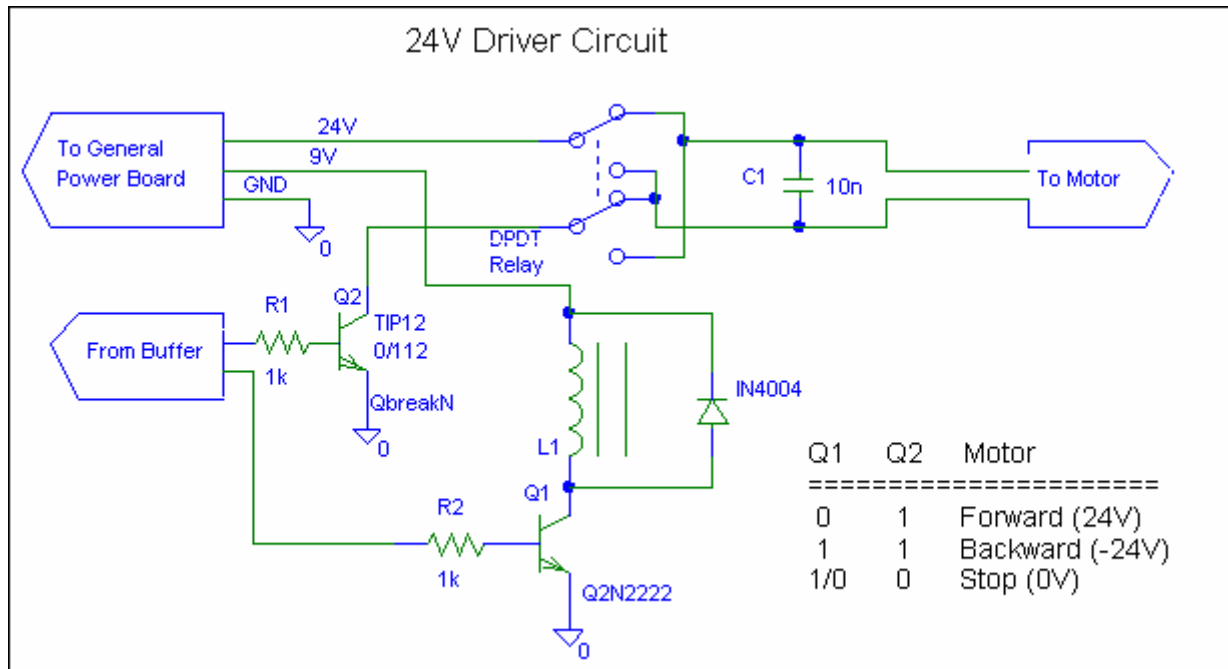 24V Driver Circuit
To General
Power Board
24V
9V
GND
0
DPDT
Relay
C1
10n
To Motor
From Buffer
R1
1k
Q2
TIP12
0/112
QbreakN
0
L1
IN4004
R2
1k
Q1
Q2N2222
0
Q1 Q2 Motor
======================
0 1 Forward (24V)
1 1 Backward (-24V)
1/0 0 Stop (0V)